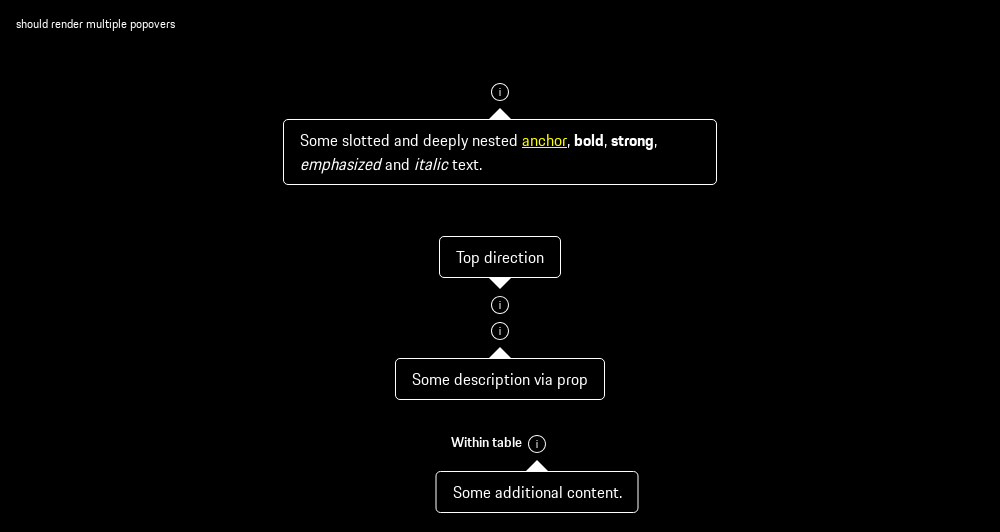 should render multiple popovers
Some slotted and deeply nested anchor, bold, strong,
emphasized and italic text.
Top direction
Some description via prop
Within table
Some additional content.